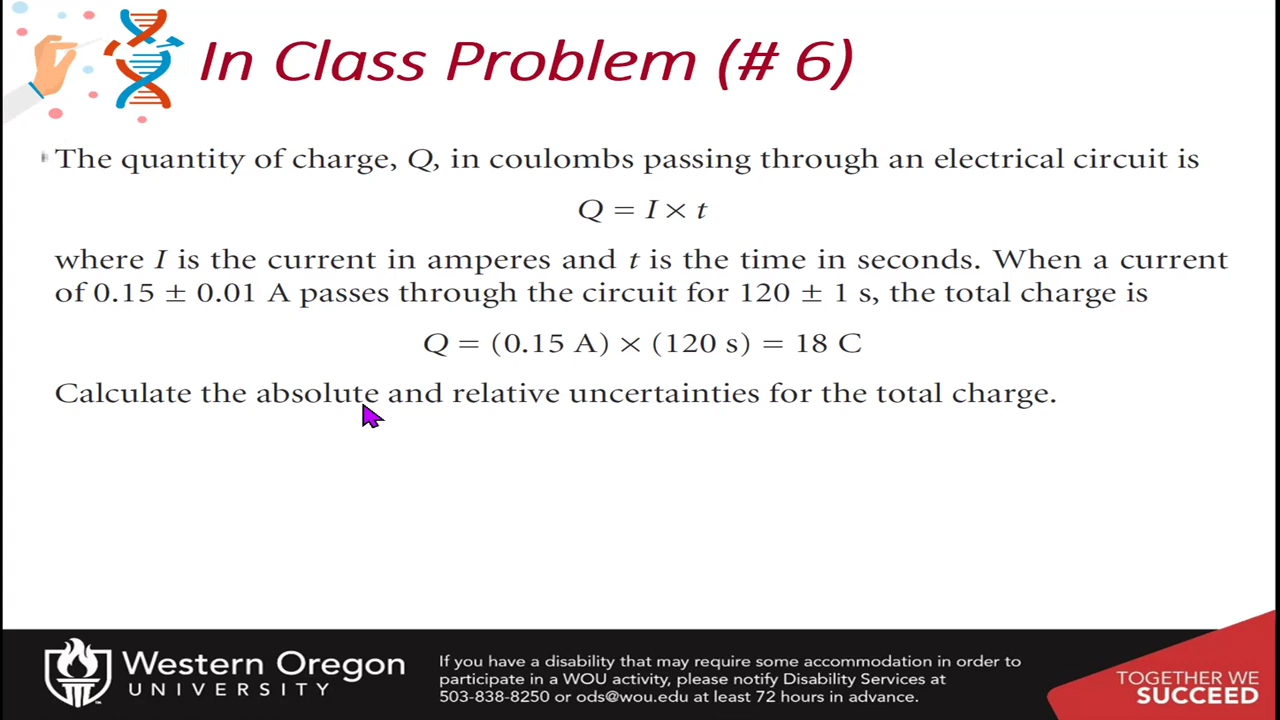 In Class Problem (# 6)
The quantity of charge, Q, in coulombs passing through an electrical circuit is
Q = I × t
where I is the current in amperes and t is the time in seconds. When a current
of 0.15 ± 0.01 A passes through the circuit for 120 ± 1 s, the total charge is
Q = (0.15 A) × (120 s) = 18 C
Calculate the absolute and relative uncertainties for the total charge.
Western Oregon
UNIVERSITY
If you have a disability that may require some accommodation in order to
participate in a WOU activity, please notify Disability Services at
503-838-8250 or ods@wou.edu at least 72 hours in advance.
TOGETHER WE
SUCCEED